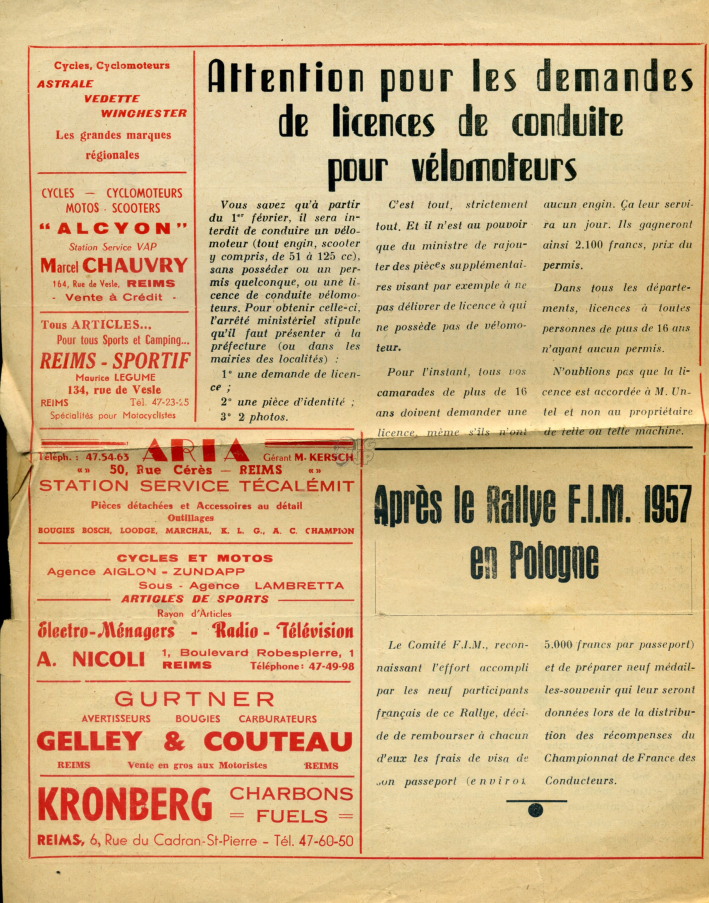 Cycles, Cyclomoteurs
ASTRALE
VEDETTE
WINCHESTER
Les grandes marques
régionales
CYCLES — CYCLOMOTEURS
MOTOS - SCOOTERS
"ALCYON"
Station Service VAP
Marcel CHAUVRY
164, Rue de Vesle, REIMS
- Vente à Crédit -
Tous ARTICLES...
Pour tous Sports et Camping...
REIMS - SPORTIF
Maurice LEGUME
134, rue de Vesle
REIMS Tél. 47-23-25
Spécialités pour Motocyclistes
Téleph. : 47.54-63 ARIA Gérant M. KERSCH
«» 50, Rue Cérès — REIMS «»
STATION SERVICE TÉCALÉMIT
Pièces détachées et Accessoires au détail
Outillages
BOUGIES BOSCH, LOODGE, MARCHAL, K. L. G., A. C. CHAMPION
CYCLES ET MOTOS
Agence AIGLON - ZUNDAPP
Sous - Agence LAMBRETTA
ARTICLES DE SPORTS
Rayon d'Articles
Electro-Ménagers - Radio - Télévision
A. NICOLI 1, Boulevard Robespierre, 1
REIMS Téléphone: 47-49-98
GURTNER
AVERTISSEURS BOUGIES CARBURATEURS
GELLEY & COUTEAU
REIMS Vente en gros aux Motoristes REIMS
KRONBERG CHARBONS
= FUELS =
REIMS, 6, Rue du Cadran-St-Pierre - Tél. 47-60-50
Attention pour les demandes
de licences de conduite
pour vélomoteurs
Vous savez qu'à partir
du 1er février, il sera in-
terdit de conduire un vélo-
moteur (tout engin, scooter
y compris, de 51 à 125 cc),
sans posséder ou un per-
mis quelconque, ou une li-
cence de conduite vélomo-
teurs. Pour obtenir celle-ci,
l'arrêté ministériel stipule
qu'il faut présenter à la
préfecture (ou dans les
mairies des localités) :
1° une demande de licen-
ce ;
2° une pièce d'identité ;
3° 2 photos.
C'est tout, strictement
tout. Et il n'est au pouvoir
que du ministre de rajou-
ter des pièces supplémentai-
res visant par exemple à ne
pas délivrer de licence à qui
ne possède pas de vélomo-
teur.
Pour l'instant, tous vos
camarades de plus de 16
ans doivent demander une
licence, même s'ils n'ont
aucun engin. Ça leur servi-
ra un jour. Ils gagneront
ainsi 2.100 francs, prix du
permis.
Dans tous les départe-
ments, licences à toutes
personnes de plus de 16 ans
n'ayant aucun permis.
N'oublions pas que la li-
cence est accordée à M. Un-
tel et non au propriétaire
de telle ou telle machine.
Après le Rallye F.I.M. 1957
en Pologne
Le Comité F.I.M., recon-
naissant l'effort accompli
par les neuf participants
français de ce Rallye, déci-
de de rembourser à chacun
d'eux les frais de visa de
son passeport (environ
5.000 francs par passeport)
et de préparer neuf médail-
les-souvenir qui leur seront
données lors de la distribu-
tion des récompenses du
Championnat de France des
Conducteurs.